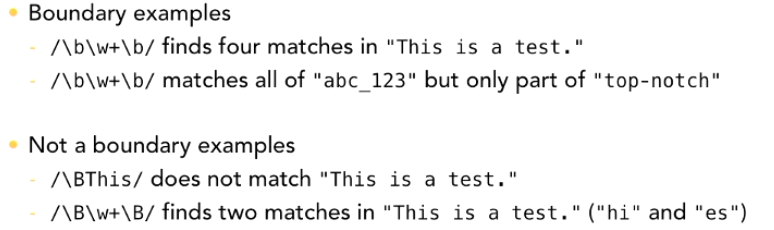 • Boundary examples
- /\b\w+\b/ finds four matches in "This is a test."
- /\b\w+\b/ matches all of "abc_123" but only part of "top-notch"
• Not a boundary examples
- /\BThis/ does not match "This is a test."
- /\B\w+\B/ finds two matches in "This is a test." ("hi" and "es")